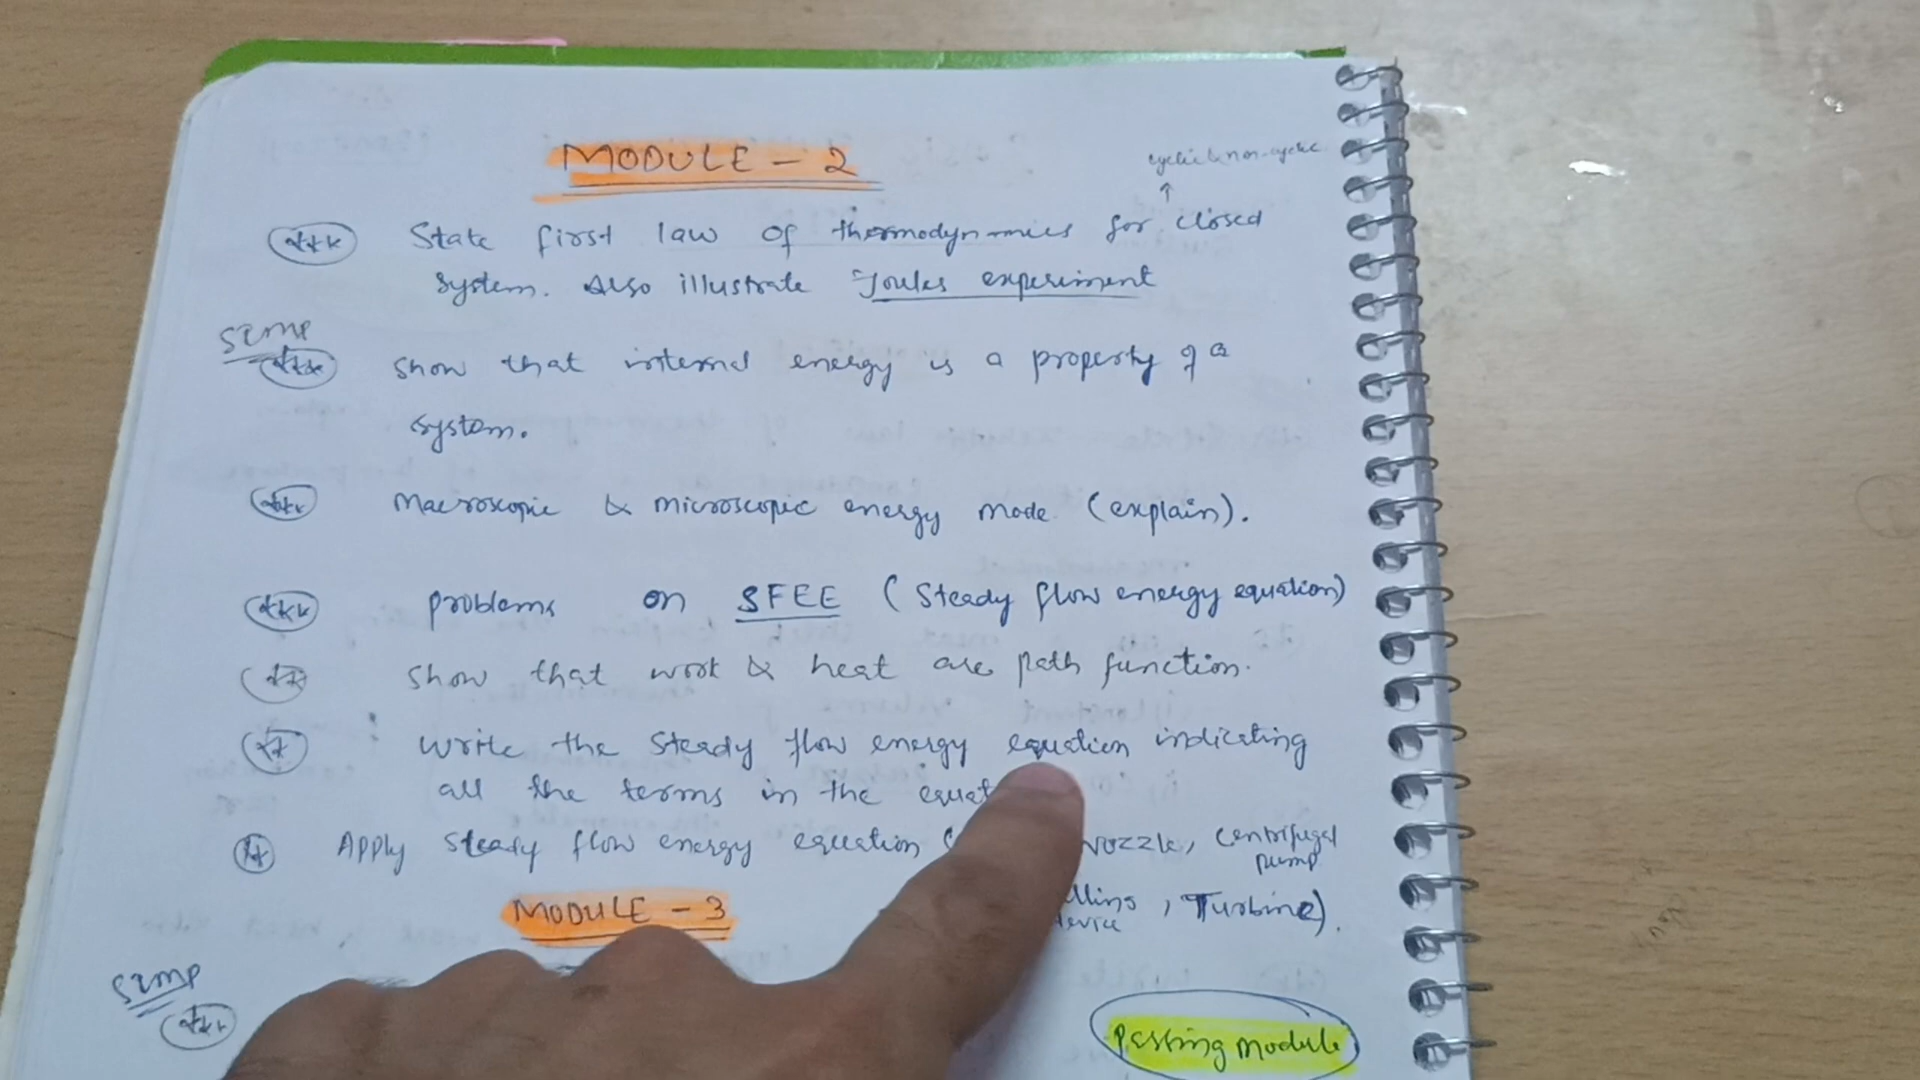 MODULE - 2
cyclic & non-cyclic
↑
*** State first law of thermodynamics for closed
system. Also illustrate Joules experiment
SIMP
*** Show that internal energy is a property of a
system.
*** Macroscopic & microscopic energy mode (explain).
*** problems on SFEE (Steady flow energy equation)
** show that work & heat are path function.
** write the steady flow energy equation indicating
all the terms in the
** Apply steady flow energy equation ( Nozzle, centrifugal
pump
device , Turbine).
MODULE - 3
SIMP
***
Passing module